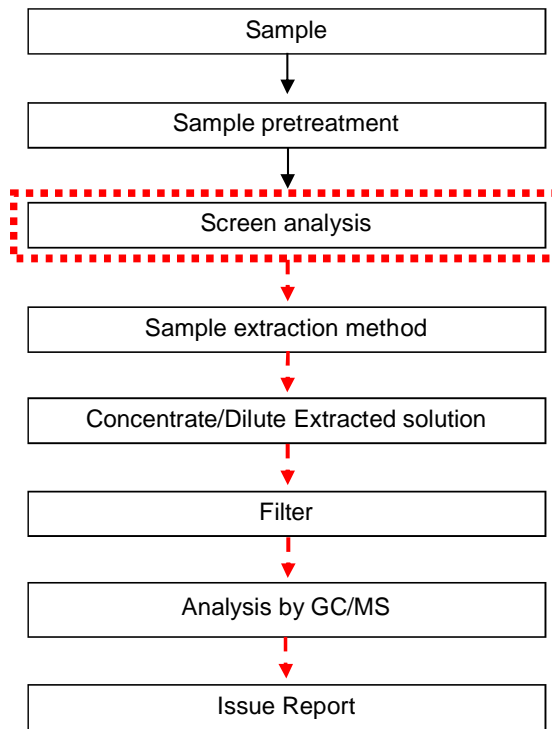 Sample
Sample pretreatment
Screen analysis
Sample extraction method
Concentrate/Dilute Extracted solution
Filter
Analysis by GC/MS
Issue Report